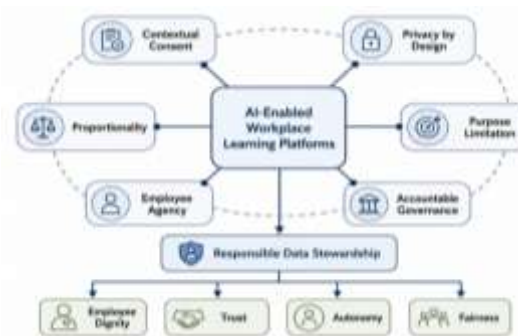 Contextual
Consent
Privacy by
Design
AI-Enabled
Workplace
Learning Platforms
Proportionality
Purpose
Limitation
Employee
Agency
Accountable
Governance
Responsible Data Stewardship
Employee
Dignity
Trust
Autonomy
Fairness